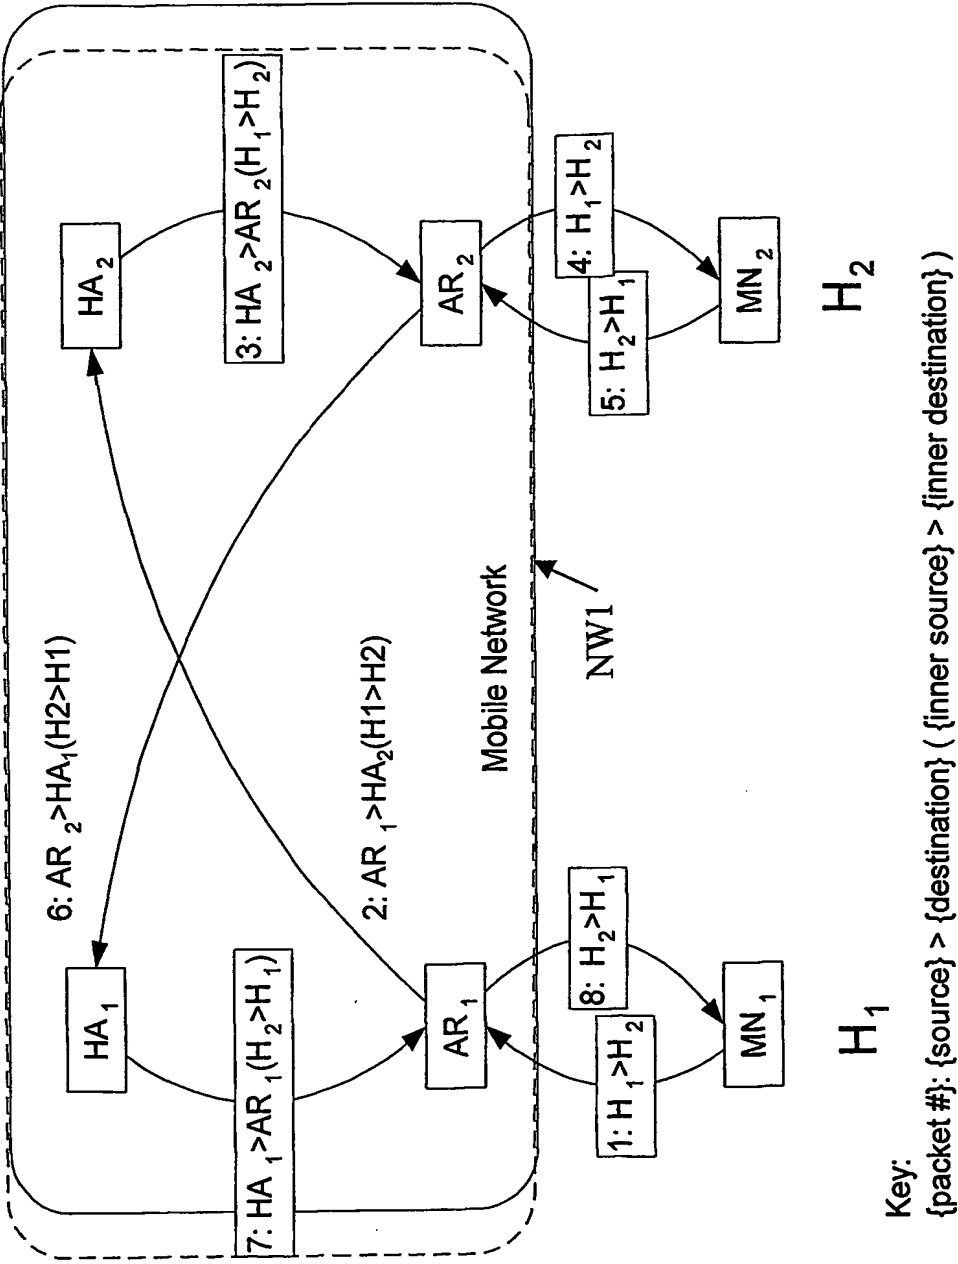 HA₁
HA₂
6: AR₂>HA₁(H2>H1)
7: HA₁>AR₁(H₂>H₁)
3: HA₂>AR₂(H₁>H₂)
2: AR₁>HA₂(H1>H2)
AR₁
AR₂
Mobile Network
NW1
8: H₂>H₁
1: H₁>H₂
4: H₁>H₂
5: H₂>H₁
MN₁
MN₂
H₁
H₂
Key:
{packet #}: {source} > {destination} ( {inner source} > {inner destination} )